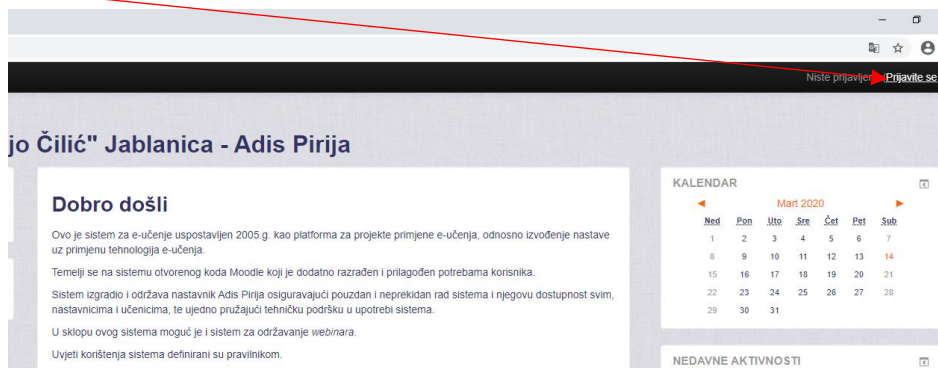 Niste prijavljeni Prijavite se
jo Čilić" Jablanica - Adis Pirija
Dobro došli
Ovo je sistem za e-učenje uspostavljen 2005.g. kao platforma za projekte primjene e-učenja, odnosno izvođenje nastave
uz primjenu tehnologija e-učenja.
Temelji se na sistemu otvorenog koda Moodle koji je dodatno razrađen i prilagođen potrebama korisnika.
Sistem izgradio i održava nastavnik Adis Pirija osiguravajući pouzdan i neprekidan rad sistema i njegovu dostupnost svim,
nastavnicima i učenicima, te ujedno pružajući tehničku podršku u upotrebi sistema.
U sklopu ovog sistema moguć je i sistem za održavanje webinara.
Uvjeti korištenja sistema definirani su pravilnikom.
KALENDAR
◄ Mart 2020 ►
Ned Pon Uto Sre Čet Pet Sub
1 2 3 4 5 6 7
8 9 10 11 12 13 14
15 16 17 18 19 20 21
22 23 24 25 26 27 28
29 30 31
NEDAVNE AKTIVNOSTI